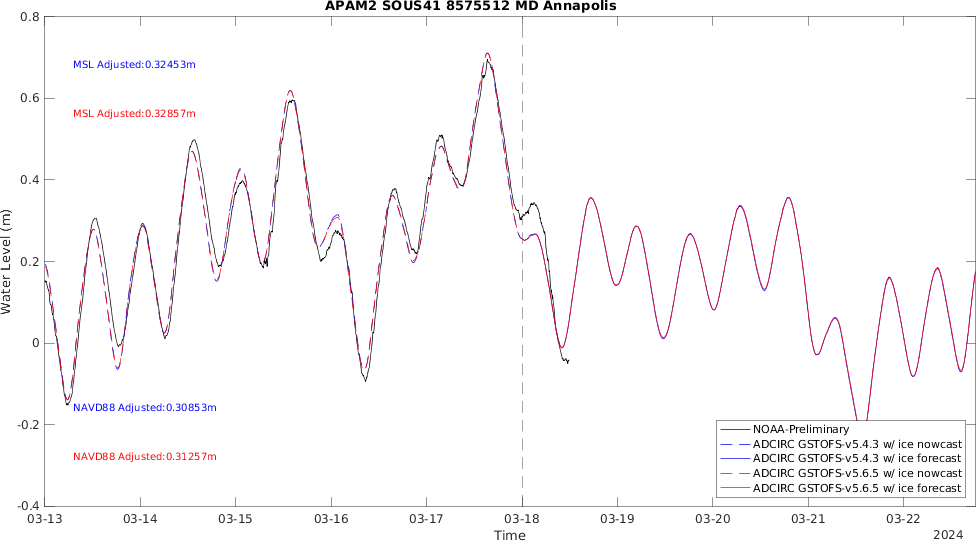 APAM2 SOUS41 8575512 MD Annapolis
0.8
0.6
0.4
0.2
0
-0.2
-0.4
Water Level (m)
MSL Adjusted:0.32453m
MSL Adjusted:0.32857m
NAVD88 Adjusted:0.30853m
NAVD88 Adjusted:0.31257m
NOAA-Preliminary
ADCIRC GSTOFS-v5.4.3 w/ ice nowcast
ADCIRC GSTOFS-v5.4.3 w/ ice forecast
ADCIRC GSTOFS-v5.6.5 w/ ice nowcast
ADCIRC GSTOFS-v5.6.5 w/ ice forecast
03-13 03-14 03-15 03-16 03-17 03-18 03-19 03-20 03-21 03-22
Time
2024